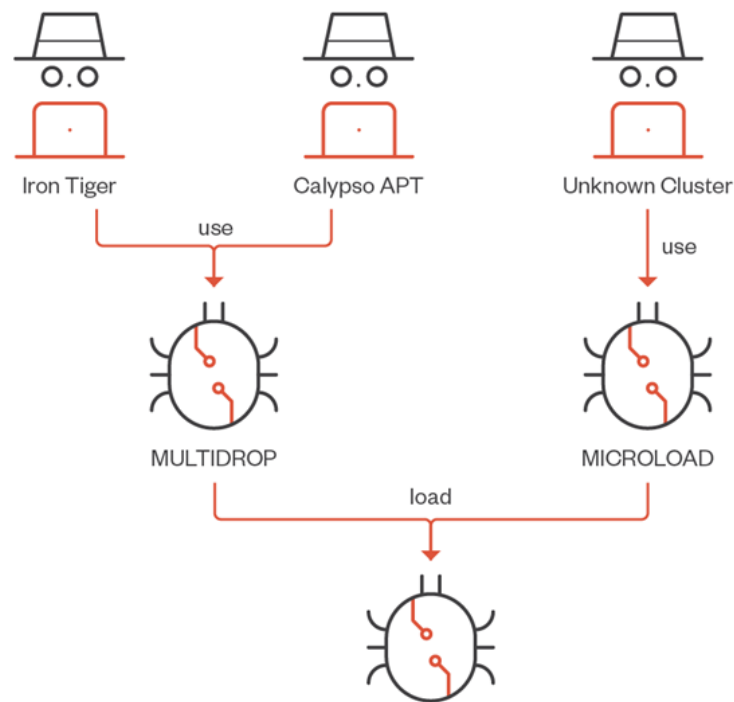 Iron Tiger
Calypso APT
Unknown Cluster
use
use
MULTIDROP
MICROLOAD
load